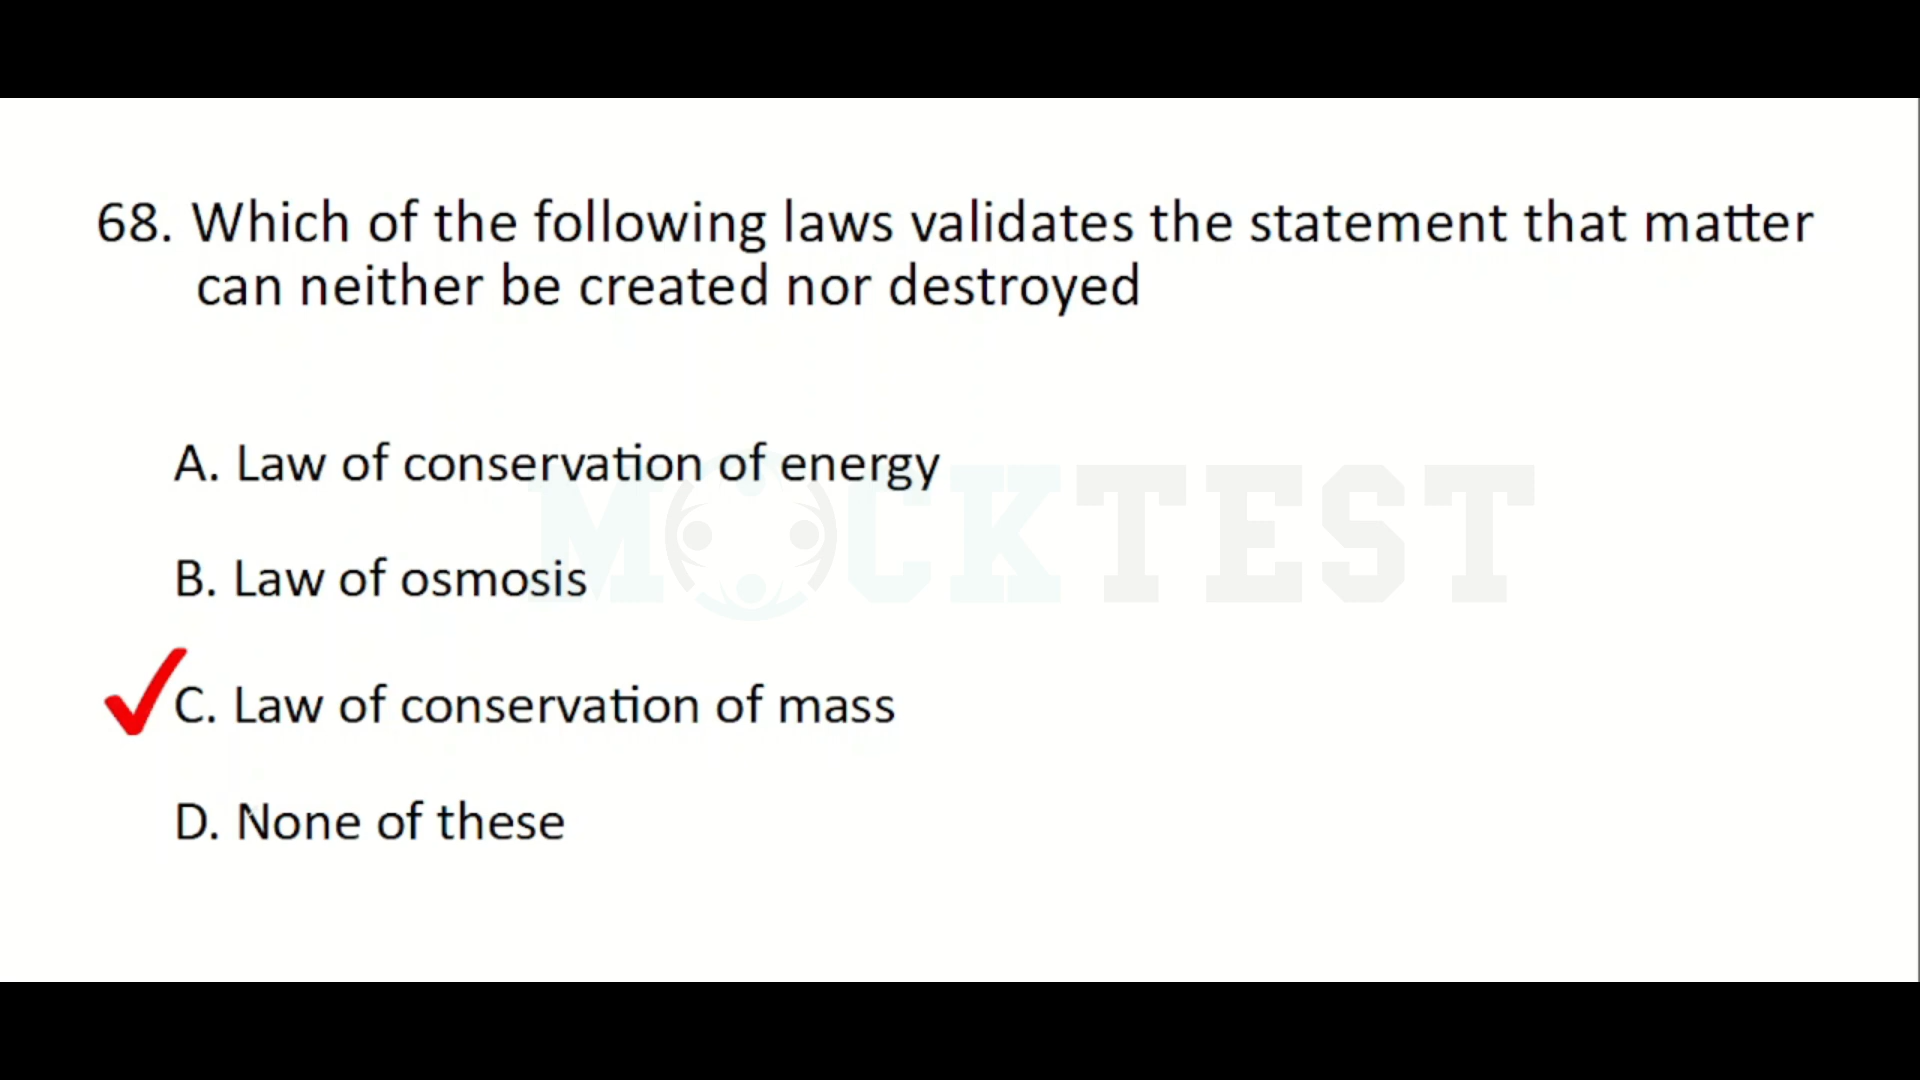 68. Which of the following laws validates the statement that matter
can neither be created nor destroyed
A. Law of conservation of energy
MOCKTEST
B. Law of osmosis
C. Law of conservation of mass
D. None of these